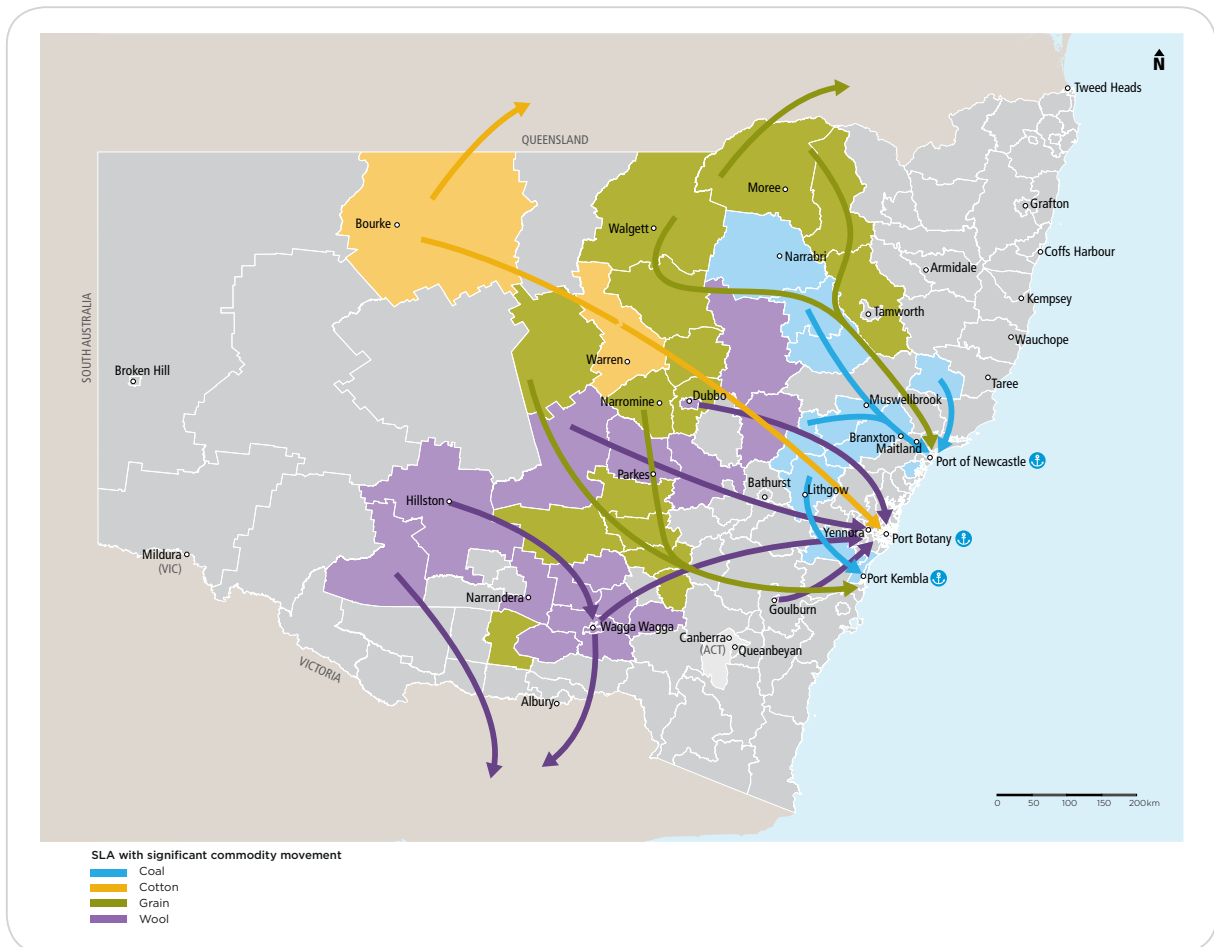 N
Tweed Heads
QUEENSLAND
Moree
Grafton
Bourke
Walgett
Coffs Harbour
Narrabri
Armidale
Kempsey
Tamworth
SOUTH AUSTRALIA
Wauchope
Warren
Broken Hill
Taree
Dubbo
Narromine
Muswellbrook
Branxton
Maitland
Port of Newcastle
Parkes
Bathurst
Lithgow
Hillston
Yennora
Port Botany
Mildura
(VIC)
Port Kembla
Narrandera
Goulburn
Wagga Wagga
Canberra
(ACT)
Queanbeyan
VICTORIA
Albury
0 50 100 150 200km
SLA with significant commodity movement
Coal
Cotton
Grain
Wool